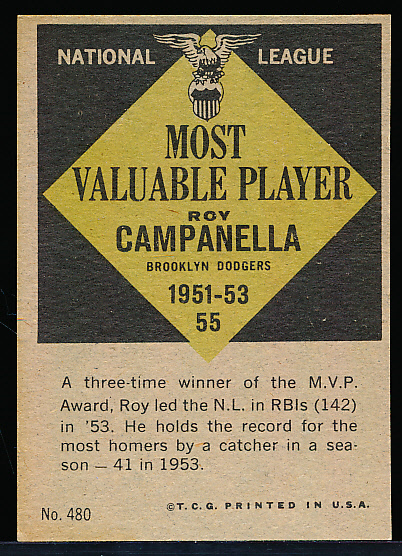 NATIONAL LEAGUE
MOST
VALUABLE PLAYER
ROY
CAMPANELLA
BROOKLYN DODGERS
1951-53
55
A three-time winner of the M.V.P.
Award, Roy led the N.L. in RBIs (142)
in '53. He holds the record for the
most homers by a catcher in a sea-
son — 41 in 1953.
No. 480
©T.C.G. PRINTED IN U.S.A.